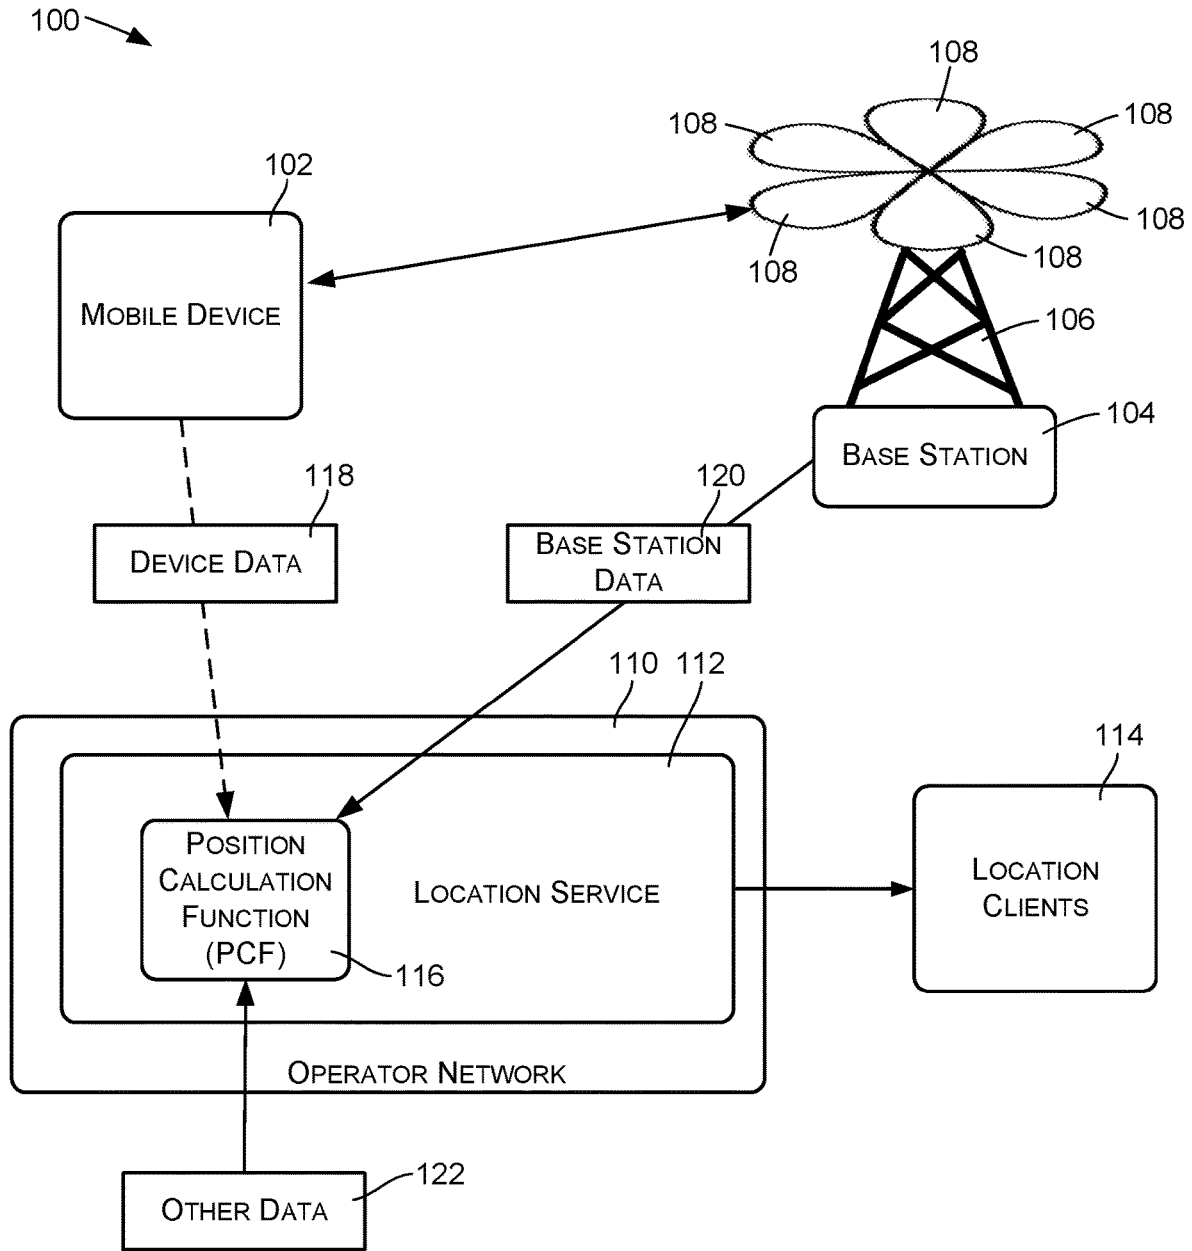 100
108
108
108
102
108
108
108
MOBILE DEVICE
106
104
BASE STATION
118
120
DEVICE DATA
BASE STATION
DATA
110
112
114
POSITION
CALCULATION
FUNCTION
(PCF)
LOCATION SERVICE
LOCATION
CLIENTS
116
OPERATOR NETWORK
122
OTHER DATA